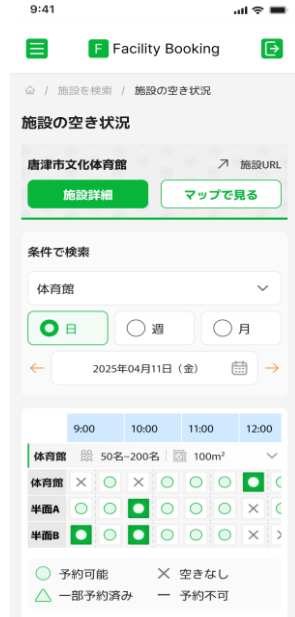 9:41
F Facility Booking
/ 施設を検索 / 施設の空き状況
施設の空き状況
唐津市文化体育館 施設URL
施設詳細 マップで見る
条件で検索
体育館
日 週 月
2025年04月11日（金）
9:00 10:00 11:00 12:00
体育館 50名~200名 100m²
体育館
半面A
半面B
予約可能 空きなし
一部予約済み 予約不可